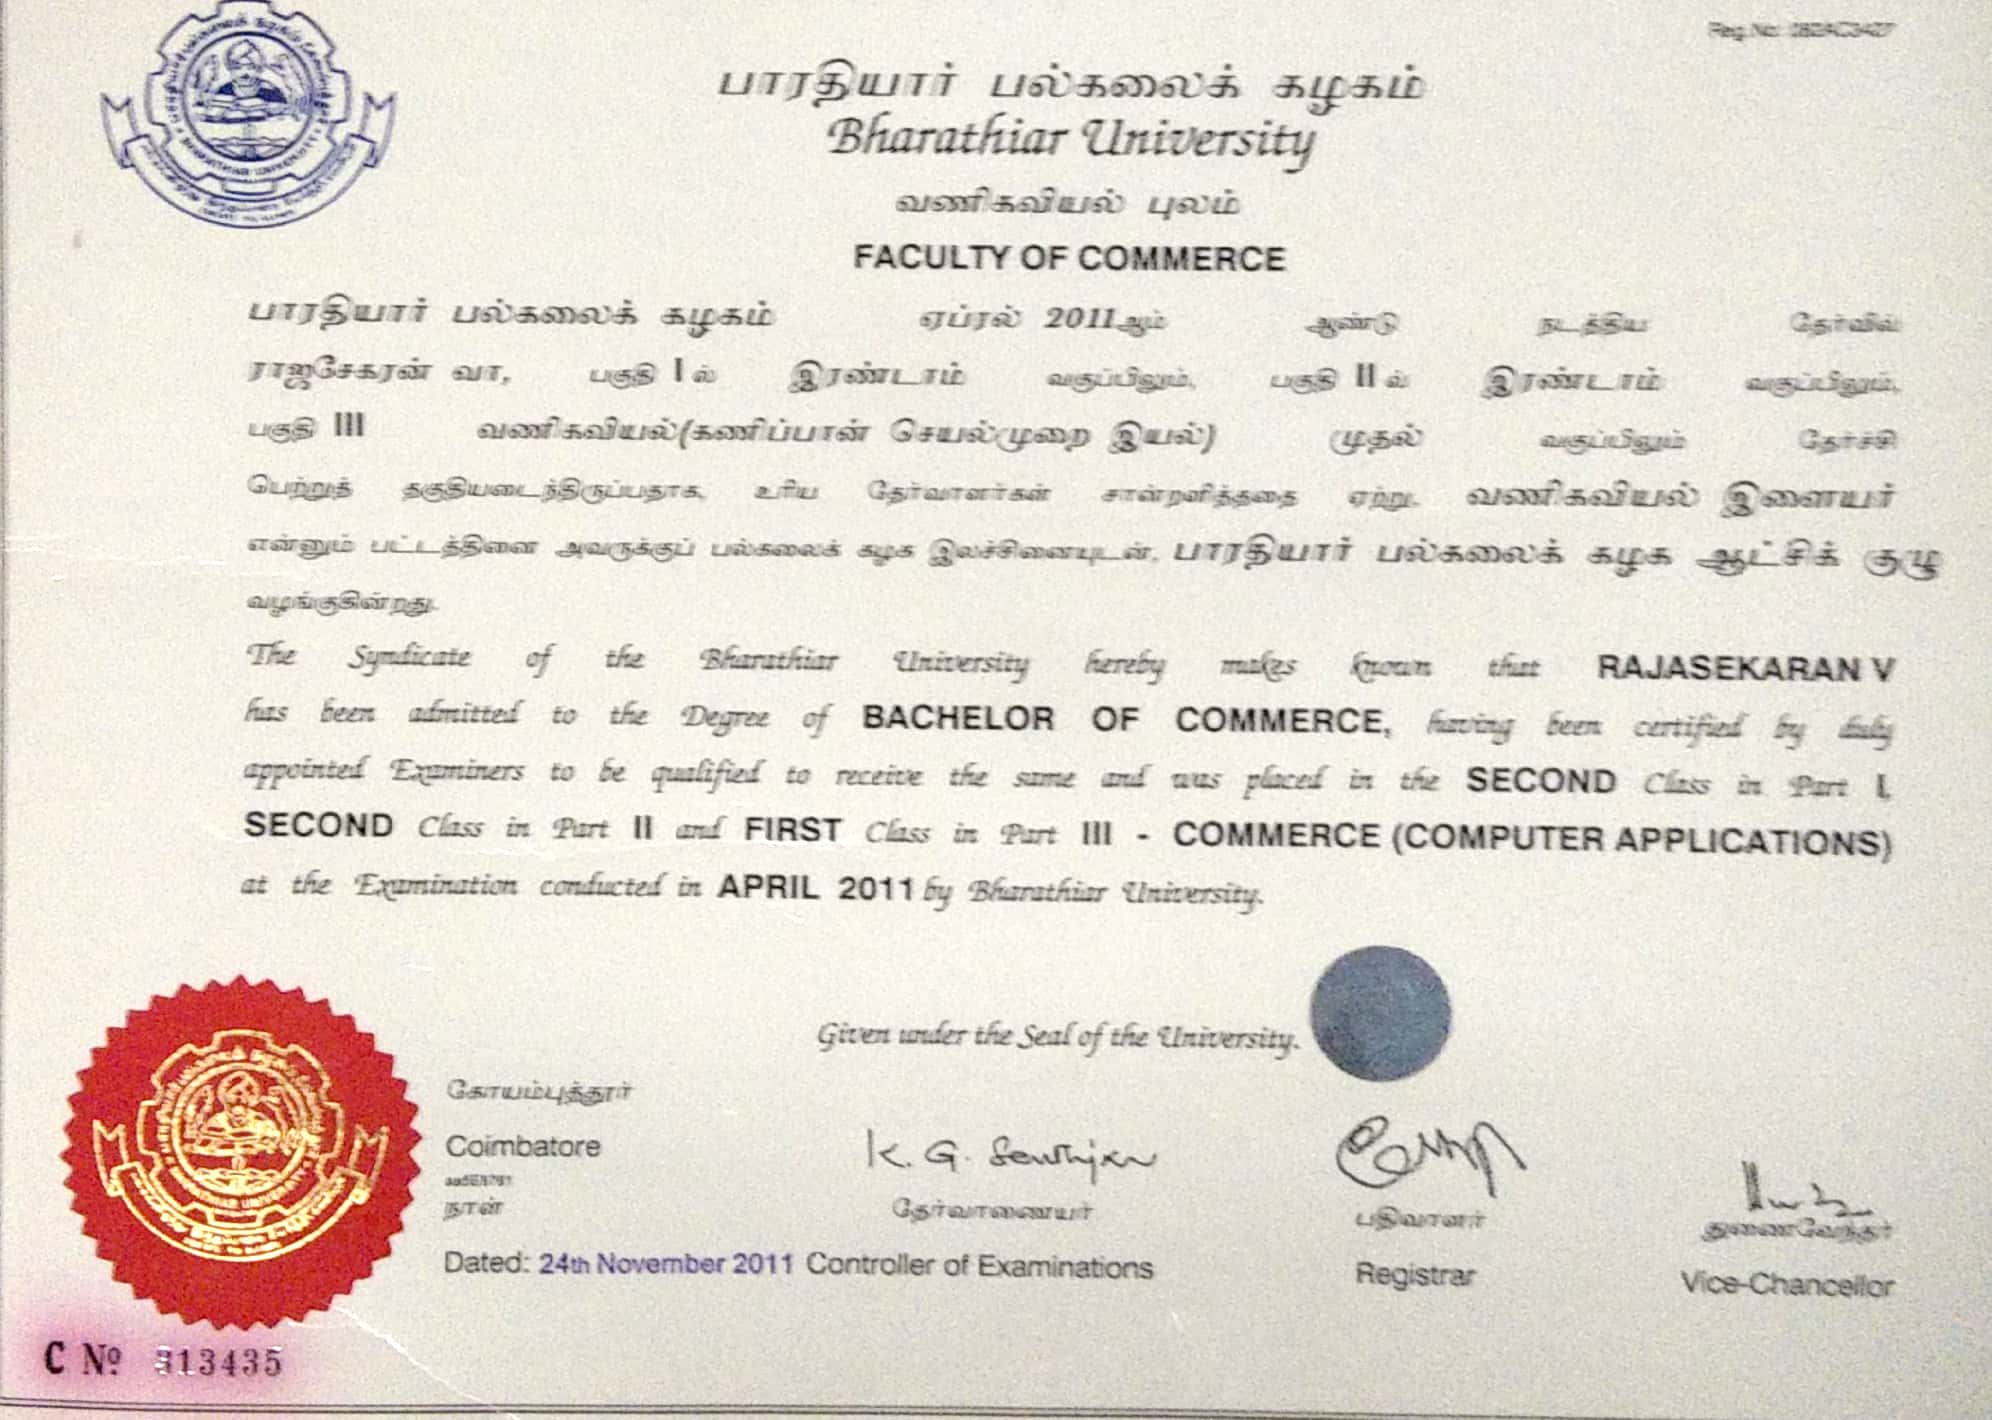 Reg.No:
பாரதியார் பல்கலைக் கழகம்
Bharathiar University
வணிகவியல் புலம்
FACULTY OF COMMERCE
பாரதியார் பல்கலைக் கழகம் ஏப்ரல் 2011ஆம் ஆண்டு நடத்திய தேர்வில்
ராஜசேகரன் வா, பகுதி I ல் இரண்டாம் வகுப்பிலும், பகுதி II ல் இரண்டாம் வகுப்பிலும்,
பகுதி III வணிகவியல்(கணிப்பான் செயல்முறை இயல்) முதல் வகுப்பிலும் தேர்ச்சி
பெற்றுத் தகுதியடைந்திருப்பதாக, உரிய தேர்வாளர்கள் சான்றளித்ததை ஏற்று, வணிகவியல் இளையர்
என்னும் பட்டத்தினை அவருக்குப் பல்கலைக் கழக இலச்சினையுடன், பாரதியார் பல்கலைக் கழக ஆட்சிக் குழு
வழங்குகின்றது.
The Syndicate of the Bharathiar University hereby makes known that RAJASEKARAN V
has been admitted to the Degree of BACHELOR OF COMMERCE, having been certified by duly
appointed Examiners to be qualified to receive the same and was placed in the SECOND Class in Part I,
SECOND Class in Part II and FIRST Class in Part III - COMMERCE (COMPUTER APPLICATIONS)
at the Examination conducted in APRIL 2011 by Bharathiar University.
Given under the Seal of the University.
கோயம்புத்தூர்
Coimbatore
நாள் தேர்வாணையர் பதிவாளர் துணைவேந்தர்
Dated: 24th November 2011 Controller of Examinations Registrar Vice-Chancellor
C Nº 313435